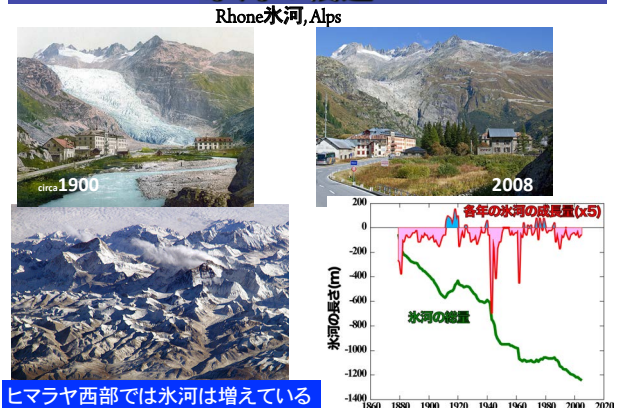 Rhone氷河, Alps
circa1900
2008
各年の氷河の成長量(x5)
氷河の長さ(m)
氷河の総量
200
0
-200
-400
-600
-800
-1000
-1200
-1400
1860 1880 1900 1920 1940 1960 1980 2000 2020
ヒマラヤ西部では氷河は増えている